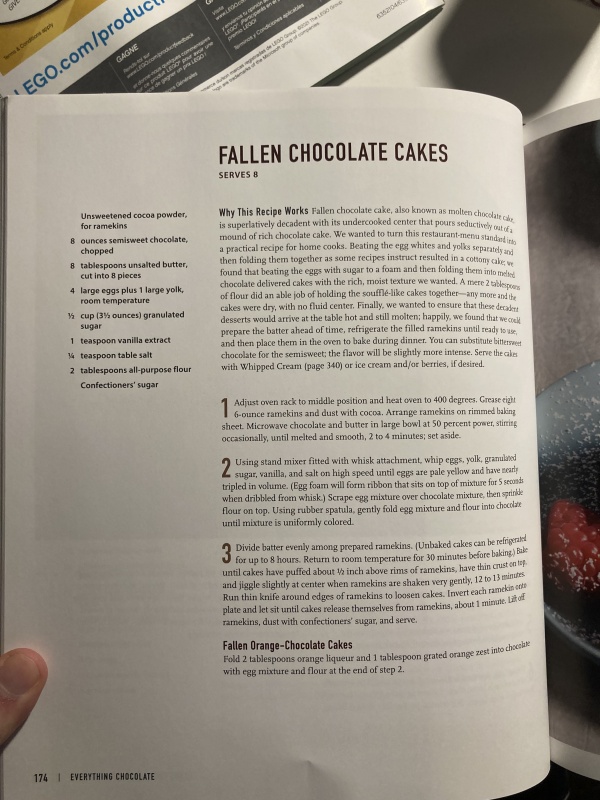 Terms & Conditions apply
LEGO.com/product
GAGNE
www.LEGO.com/productfeedback
Términos y Condiciones aplicables
FALLEN CHOCOLATE CAKES
SERVES 8
Unsweetened cocoa powder,
for ramekins
8 ounces semisweet chocolate,
chopped
8 tablespoons unsalted butter,
cut into 8 pieces
4 large eggs plus 1 large yolk,
room temperature
½ cup (3½ ounces) granulated
sugar
1 teaspoon vanilla extract
¼ teaspoon table salt
2 tablespoons all-purpose flour
Confectioners' sugar
Why This Recipe Works Fallen chocolate cake, also known as molten chocolate cake,
is superlatively decadent with its undercooked center that pours seductively out of a
mound of rich chocolate cake. We wanted to turn this restaurant-menu standard into
a practical recipe for home cooks. Beating the egg whites and yolks separately and
then folding them together as some recipes instruct resulted in a cottony cake; we
found that beating the eggs with sugar to a foam and then folding them into melted
chocolate delivered cakes with the rich, moist texture we wanted. A mere 2 tablespoons
of flour did an able job of holding the soufflé-like cakes together—any more and the
cakes were dry, with no fluid center. Finally, we wanted to ensure that these decadent
desserts would arrive at the table hot and still molten; happily, we found that we could
prepare the batter ahead of time, refrigerate the filled ramekins until ready to use,
and then place them in the oven to bake during dinner. You can substitute bittersweet
chocolate for the semisweet; the flavor will be slightly more intense. Serve the cakes
with Whipped Cream (page 340) or ice cream and/or berries, if desired.
1 Adjust oven rack to middle position and heat oven to 400 degrees. Grease eight
6-ounce ramekins and dust with cocoa. Arrange ramekins on rimmed baking
sheet. Microwave chocolate and butter in large bowl at 50 percent power, stirring
occasionally, until melted and smooth, 2 to 4 minutes; set aside.
2 Using stand mixer fitted with whisk attachment, whip eggs, yolk, granulated
sugar, vanilla, and salt on high speed until eggs are pale yellow and have nearly
tripled in volume. (Egg foam will form ribbon that sits on top of mixture for 5 seconds
when dribbled from whisk.) Scrape egg mixture over chocolate mixture, then sprinkle
flour on top. Using rubber spatula, gently fold egg mixture and flour into chocolate
until mixture is uniformly colored.
3 Divide batter evenly among prepared ramekins. (Unbaked cakes can be refrigerated
for up to 8 hours. Return to room temperature for 30 minutes before baking.) Bake
until cakes have puffed about ½ inch above rims of ramekins, have thin crust on top,
and jiggle slightly at center when ramekins are shaken very gently, 12 to 13 minutes.
Run thin knife around edges of ramekins to loosen cakes. Invert each ramekin onto
plate and let sit until cakes release themselves from ramekins, about 1 minute. Lift off
ramekins, dust with confectioners' sugar, and serve.
Fallen Orange-Chocolate Cakes
Fold 2 tablespoons orange liqueur and 1 tablespoon grated orange zest into chocolate
with egg mixture and flour at the end of step 2.
174 | EVERYTHING CHOCOLATE